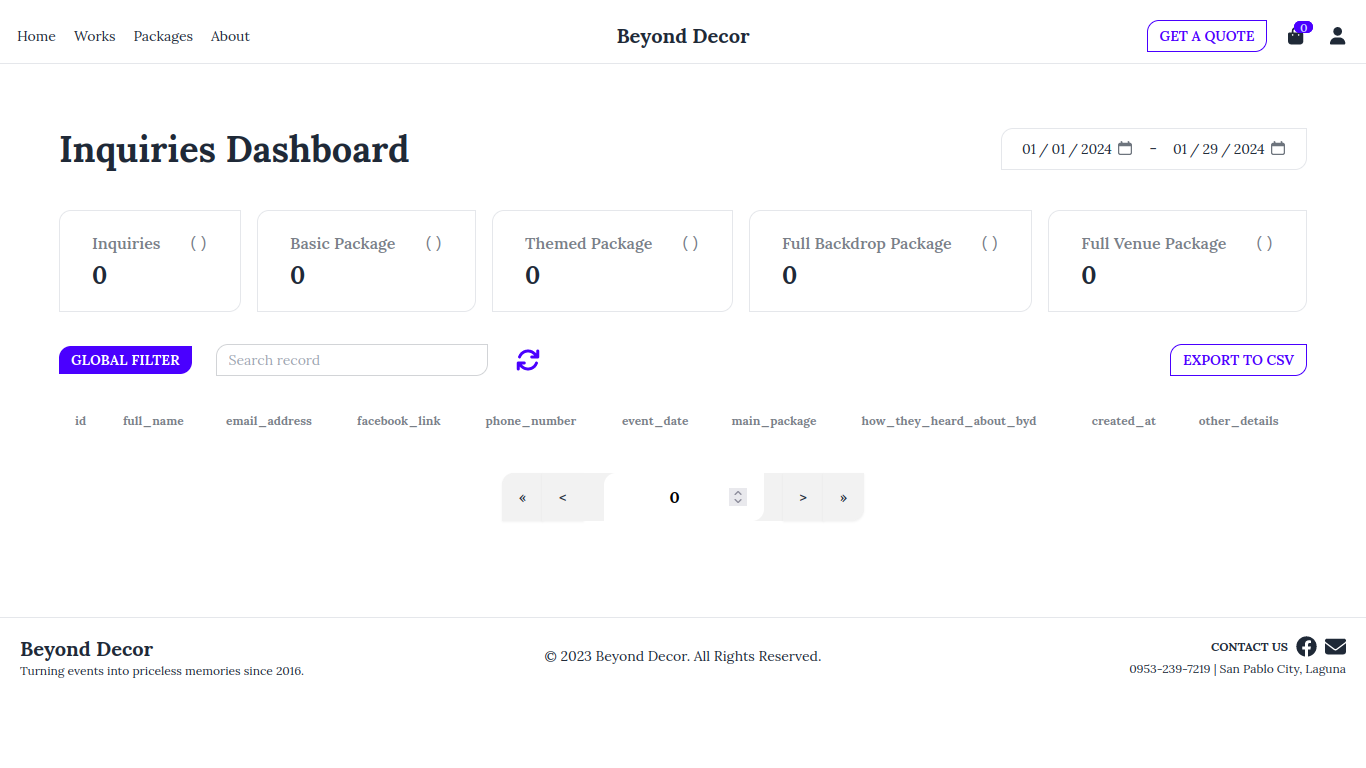 Home Works Packages About
Beyond Decor
GET A QUOTE
0
Inquiries Dashboard
01 / 01 / 2024 - 01 / 29 / 2024
Inquiries ( )
0
Basic Package ( )
0
Themed Package ( )
0
Full Backdrop Package ( )
0
Full Venue Package ( )
0
GLOBAL FILTER
Search record
EXPORT TO CSV
id full_name email_address facebook_link phone_number event_date main_package how_they_heard_about_byd created_at other_details
« < 0 > »
Beyond Decor
Turning events into priceless memories since 2016.
© 2023 Beyond Decor. All Rights Reserved.
CONTACT US
0953-239-7219 | San Pablo City, Laguna